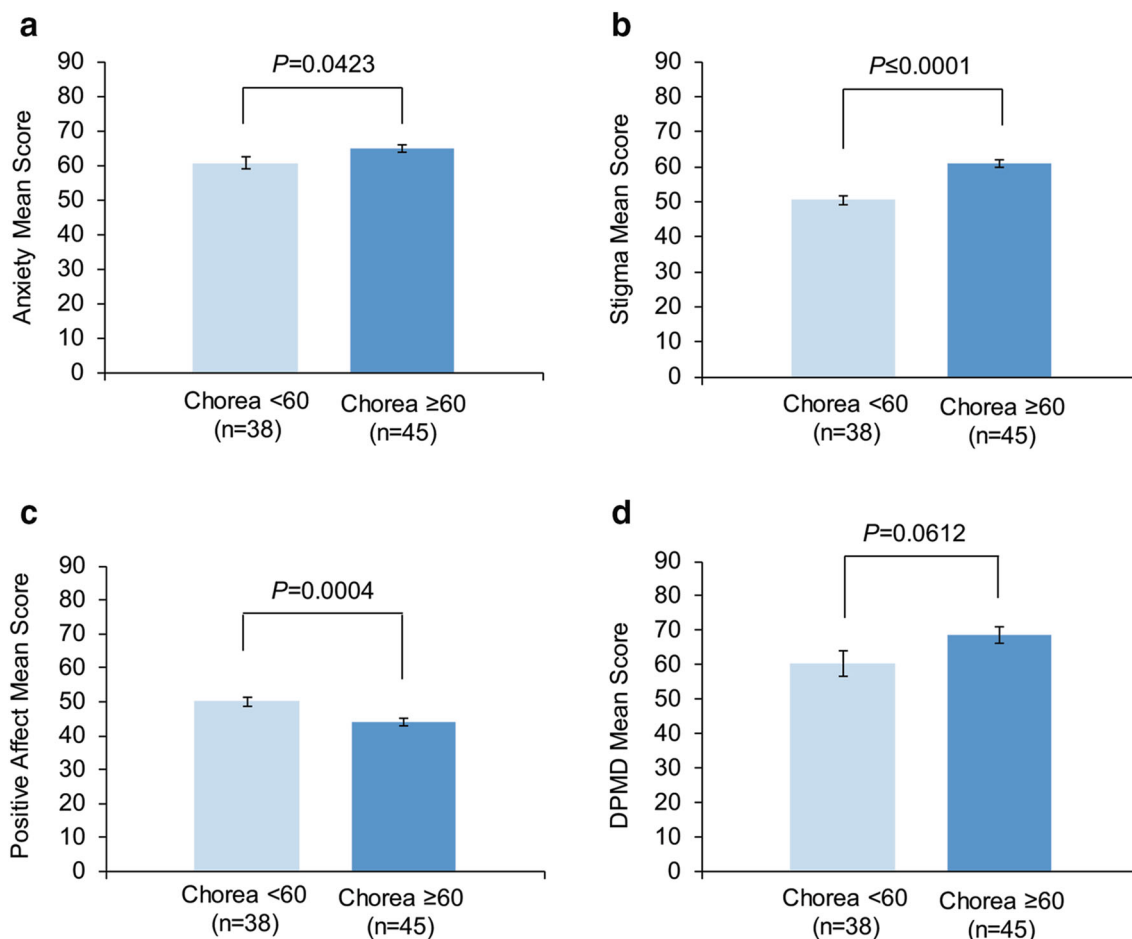 a
P=0.0423
Anxiety Mean Score
90
80
70
60
50
40
30
20
10
0
Chorea <60
(n=38)
Chorea ≥60
(n=45)
b
P≤0.0001
Stigma Mean Score
90
80
70
60
50
40
30
20
10
0
Chorea <60
(n=38)
Chorea ≥60
(n=45)
c
P=0.0004
Positive Affect Mean Score
90
80
70
60
50
40
30
20
10
0
Chorea <60
(n=38)
Chorea ≥60
(n=45)
d
P=0.0612
DPMD Mean Score
90
80
70
60
50
40
30
20
10
0
Chorea <60
(n=38)
Chorea ≥60
(n=45)